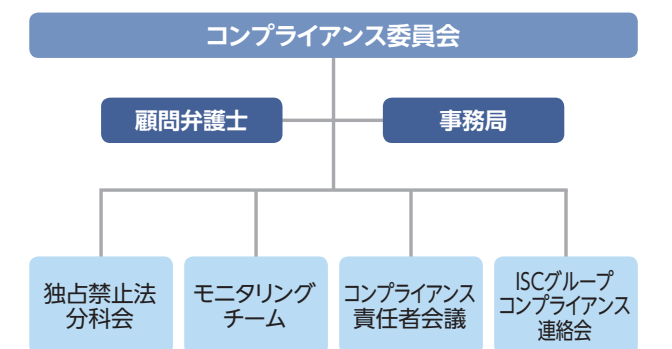 コンプライアンス委員会
顧問弁護士
事務局
独占禁止法
分科会
モニタリング
チーム
コンプライアンス
責任者会議
ISCグループ
コンプライアンス
連絡会